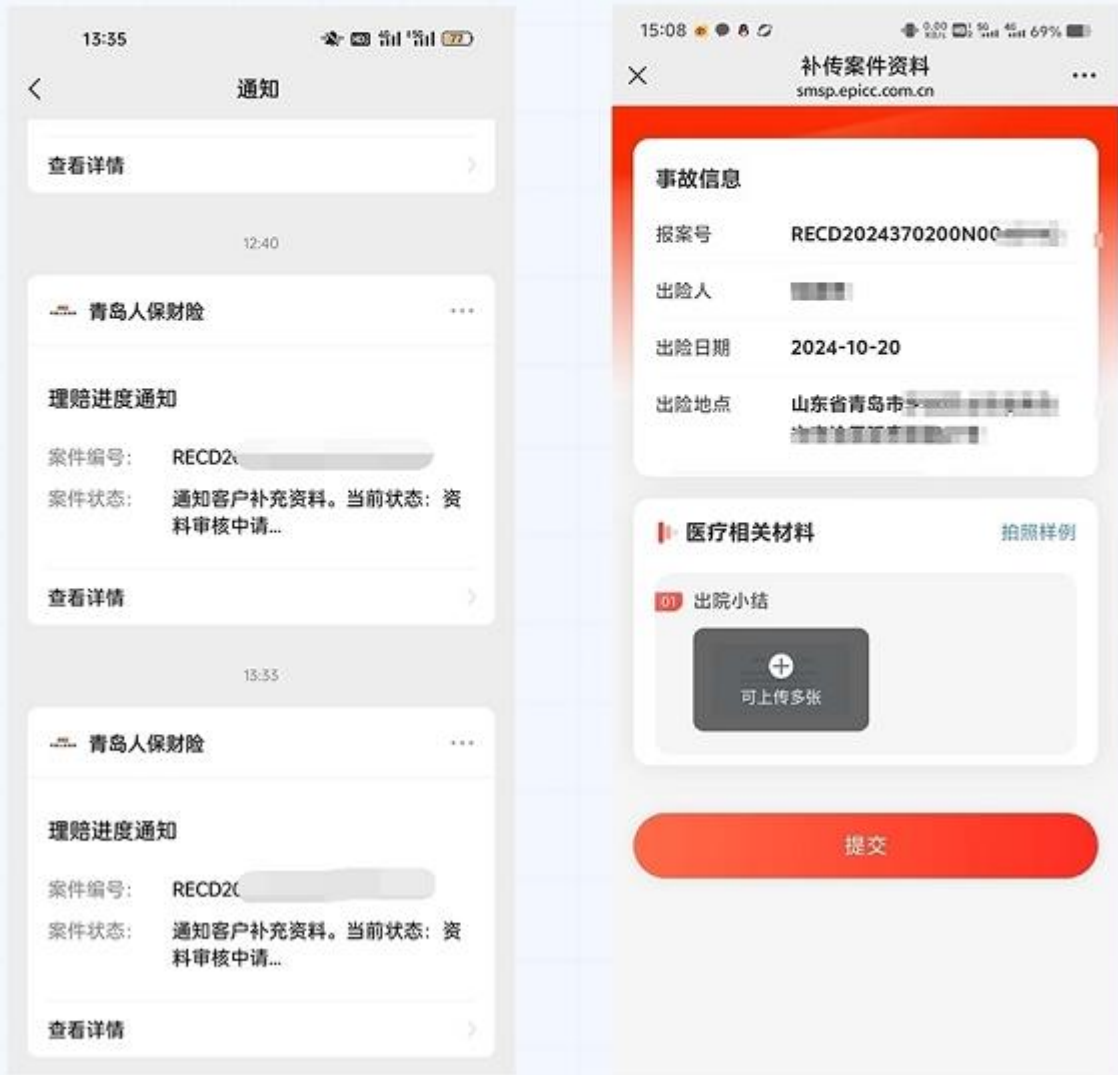 13:35
通知
查看详情
12:40
青岛人保财险
理赔进度通知
案件编号: RECD2
案件状态: 通知客户补充资料。当前状态:资
料审核中请...
查看详情
13:33
青岛人保财险
理赔进度通知
案件编号: RECD20
案件状态: 通知客户补充资料。当前状态:资
料审核中请...
查看详情
15:08
69%
补传案件资料
smsp.epicc.com.cn
事故信息
报案号 RECD2024370200N00
出险人
出险日期 2024-10-20
出险地点 山东省青岛市
医疗相关材料 拍照样例
01 出院小结
可上传多张
提交